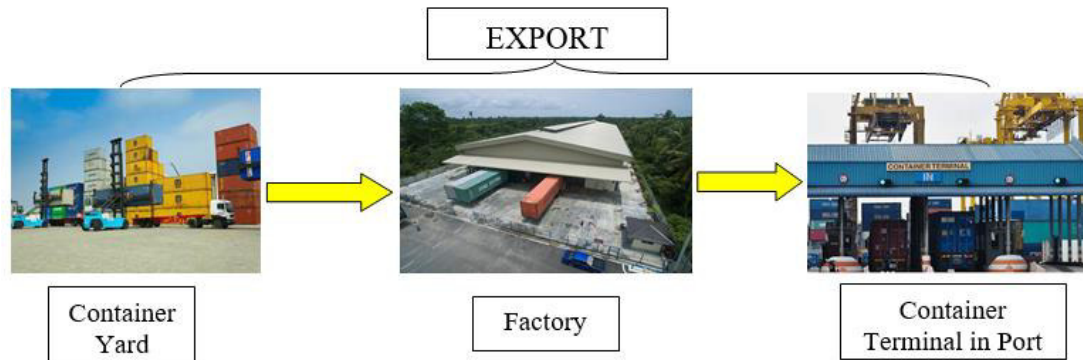 EXPORT
CONTAINER TERMINAL
IN
Container
Yard
Factory
Container
Terminal in Port